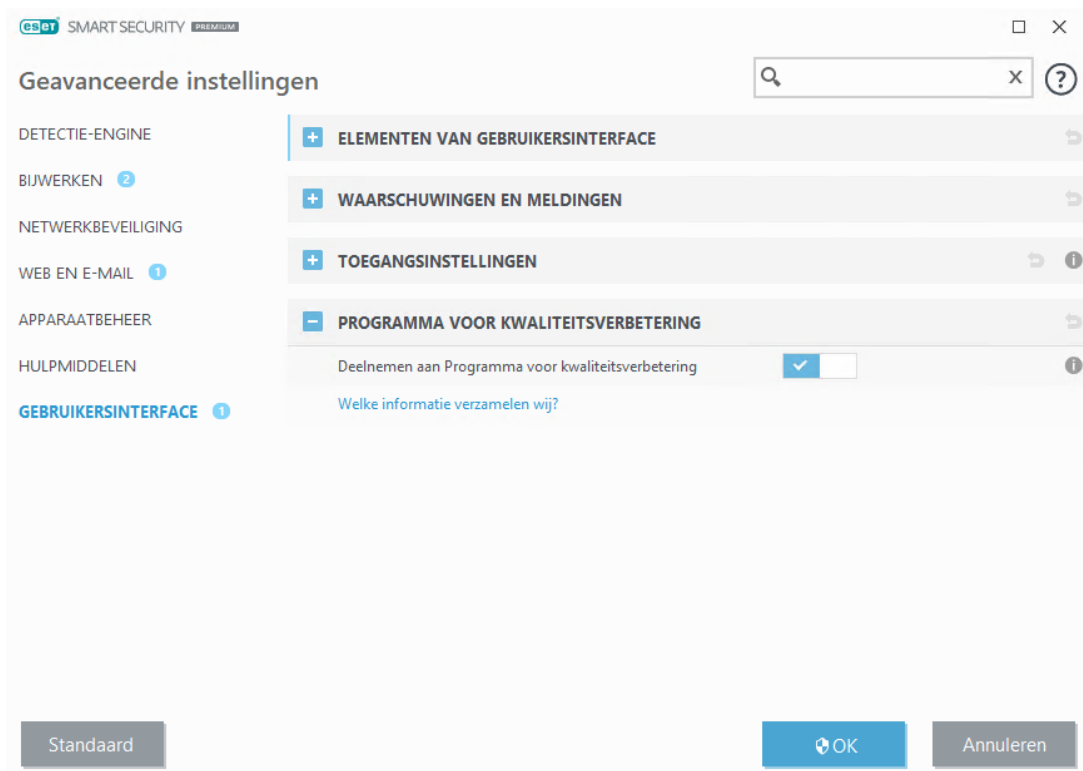 eset SMART SECURITY PREMIUM
Geavanceerde instellingen
x
?
DETECTIE-ENGINE
BIJWERKEN 2
NETWERKBEVEILIGING
WEB EN E-MAIL 1
APPARAATBEHEER
HULPMIDDELEN
GEBRUIKERSINTERFACE 1
ELEMENTEN VAN GEBRUIKERSINTERFACE
WAARSCHUWINGEN EN MELDINGEN
TOEGANGSINSTELLINGEN
PROGRAMMA VOOR KWALITEITSVERBETERING
Deelnemen aan Programma voor kwaliteitsverbetering
Welke informatie verzamelen wij?
Standaard
OK
Annuleren